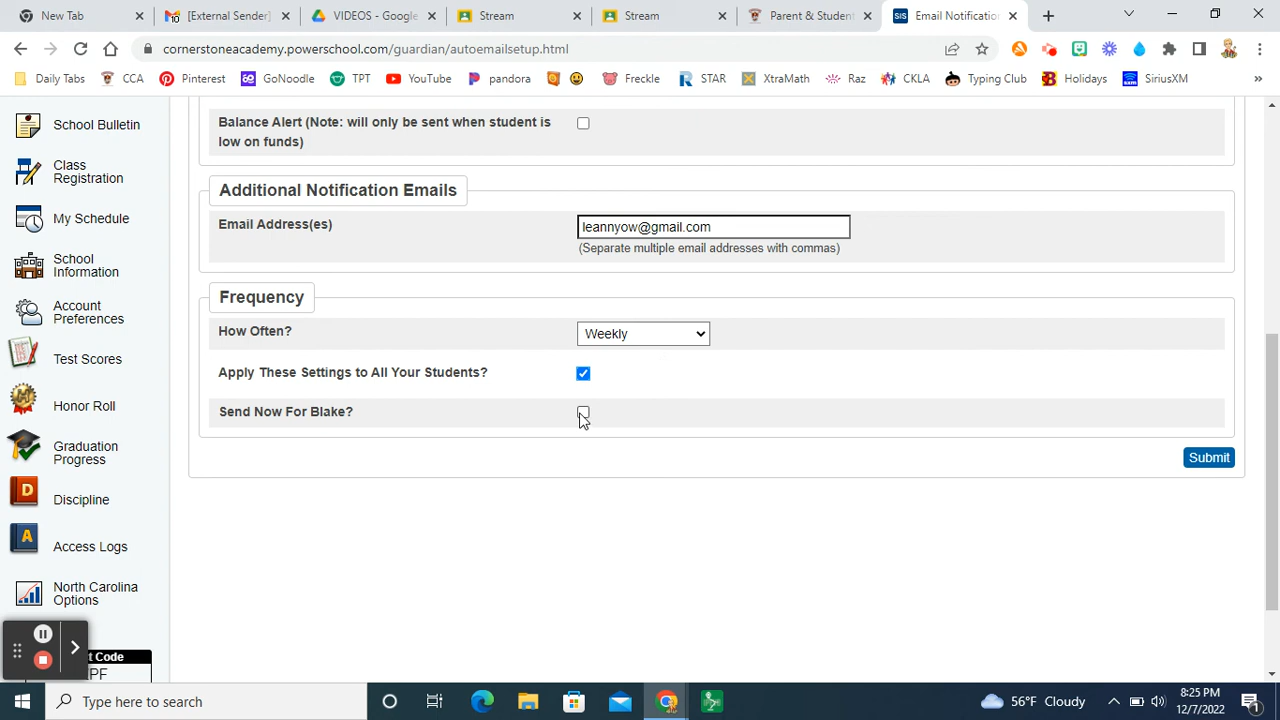 New Tab
[External Sender]
VIDEOS - Google
Stream
Stream
Parent & Student
SIS
Email Notification
cornerstoneacademy.powerschool.com/guardian/autoemailsetup.html
Daily Tabs
CCA
Pinterest
GoNoodle
TPT
YouTube
pandora
Freckle
STAR
XtraMath
Raz
CKLA
Typing Club
Holidays
SiriusXM
»
School Bulletin
Class
Registration
My Schedule
School
Information
Account
Preferences
Test Scores
Honor Roll
Graduation
Progress
D
Discipline
A
Access Logs
North Carolina
Options
t Code
PF
Balance Alert (Note: will only be sent when student is
low on funds)
Additional Notification Emails
Email Address(es)
leannyow@gmail.com
(Separate multiple email addresses with commas)
Frequency
How Often?
Weekly
Apply These Settings to All Your Students?
Send Now For Blake?
Submit
Type here to search
56°F Cloudy
8:25 PM
12/7/2022
1